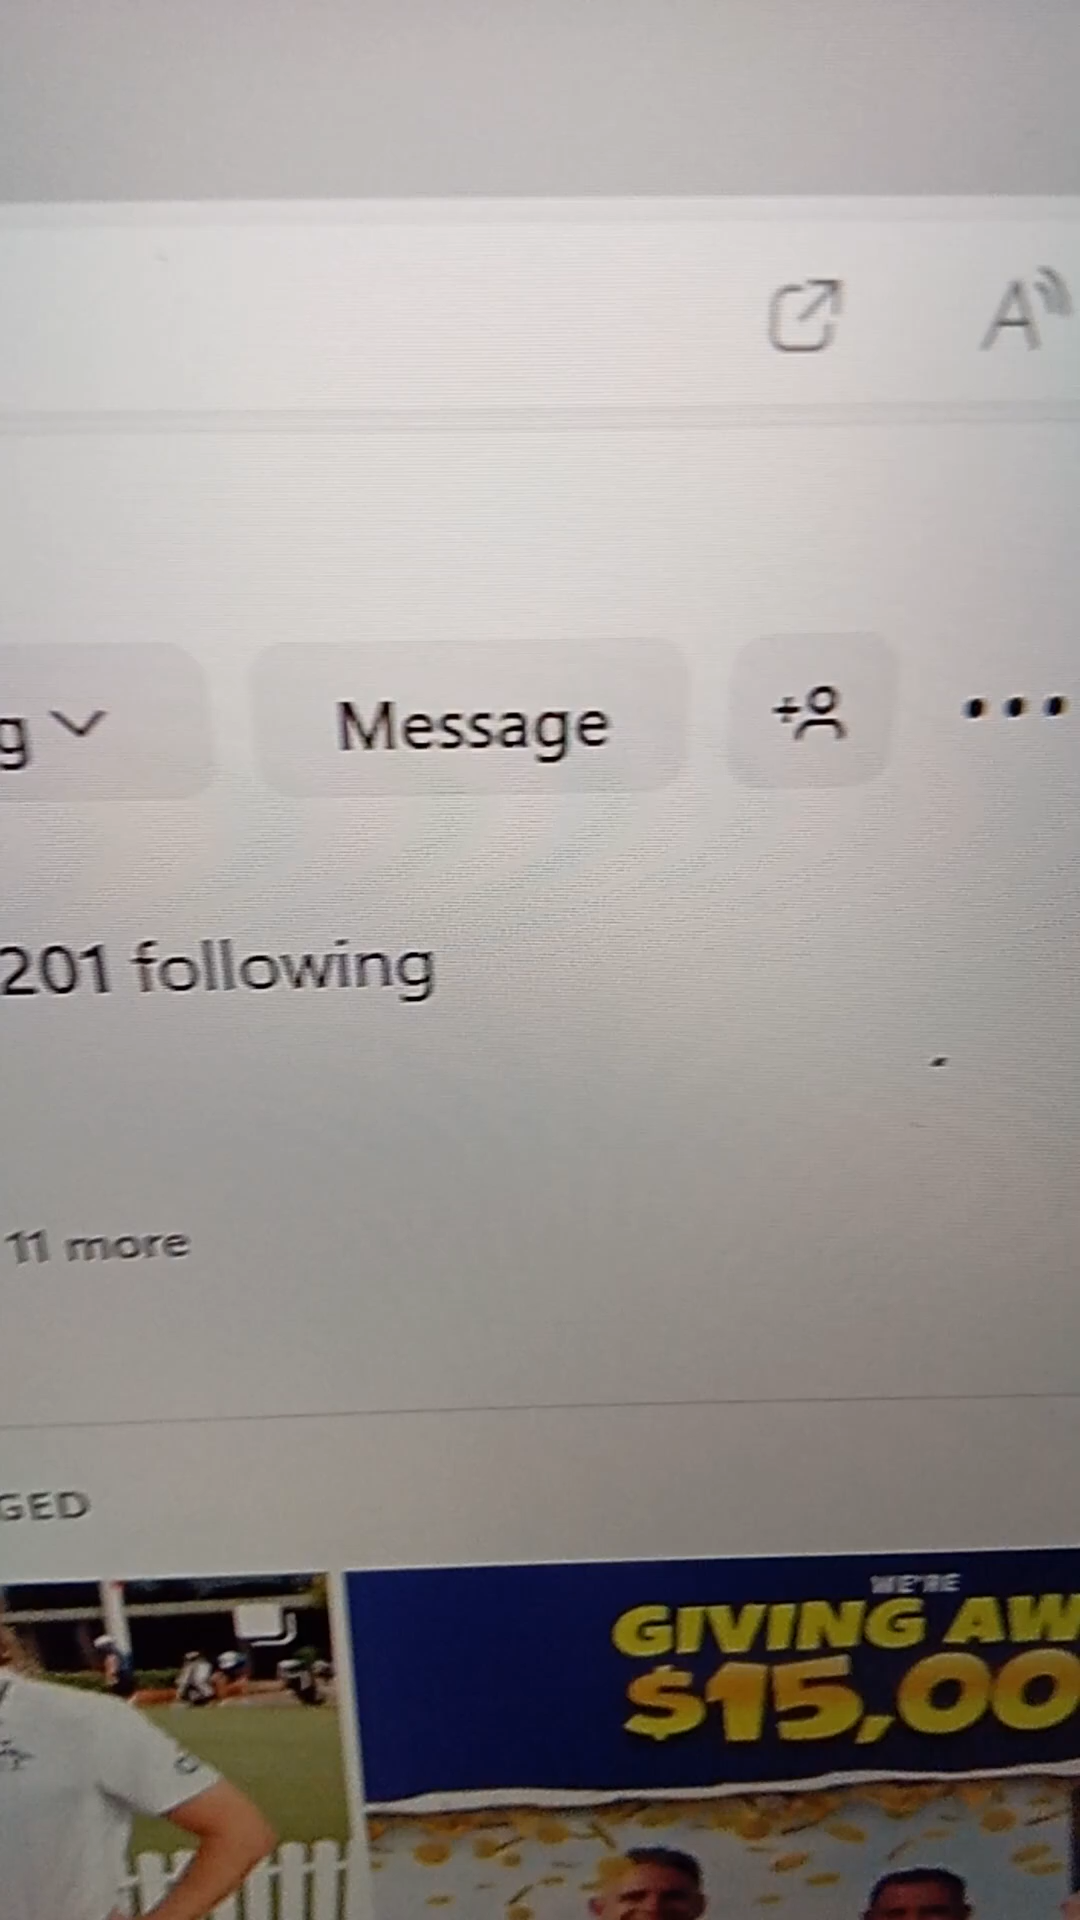 g
Message
201 following
11 more
GED
WE'RE
GIVING AW
$15,00